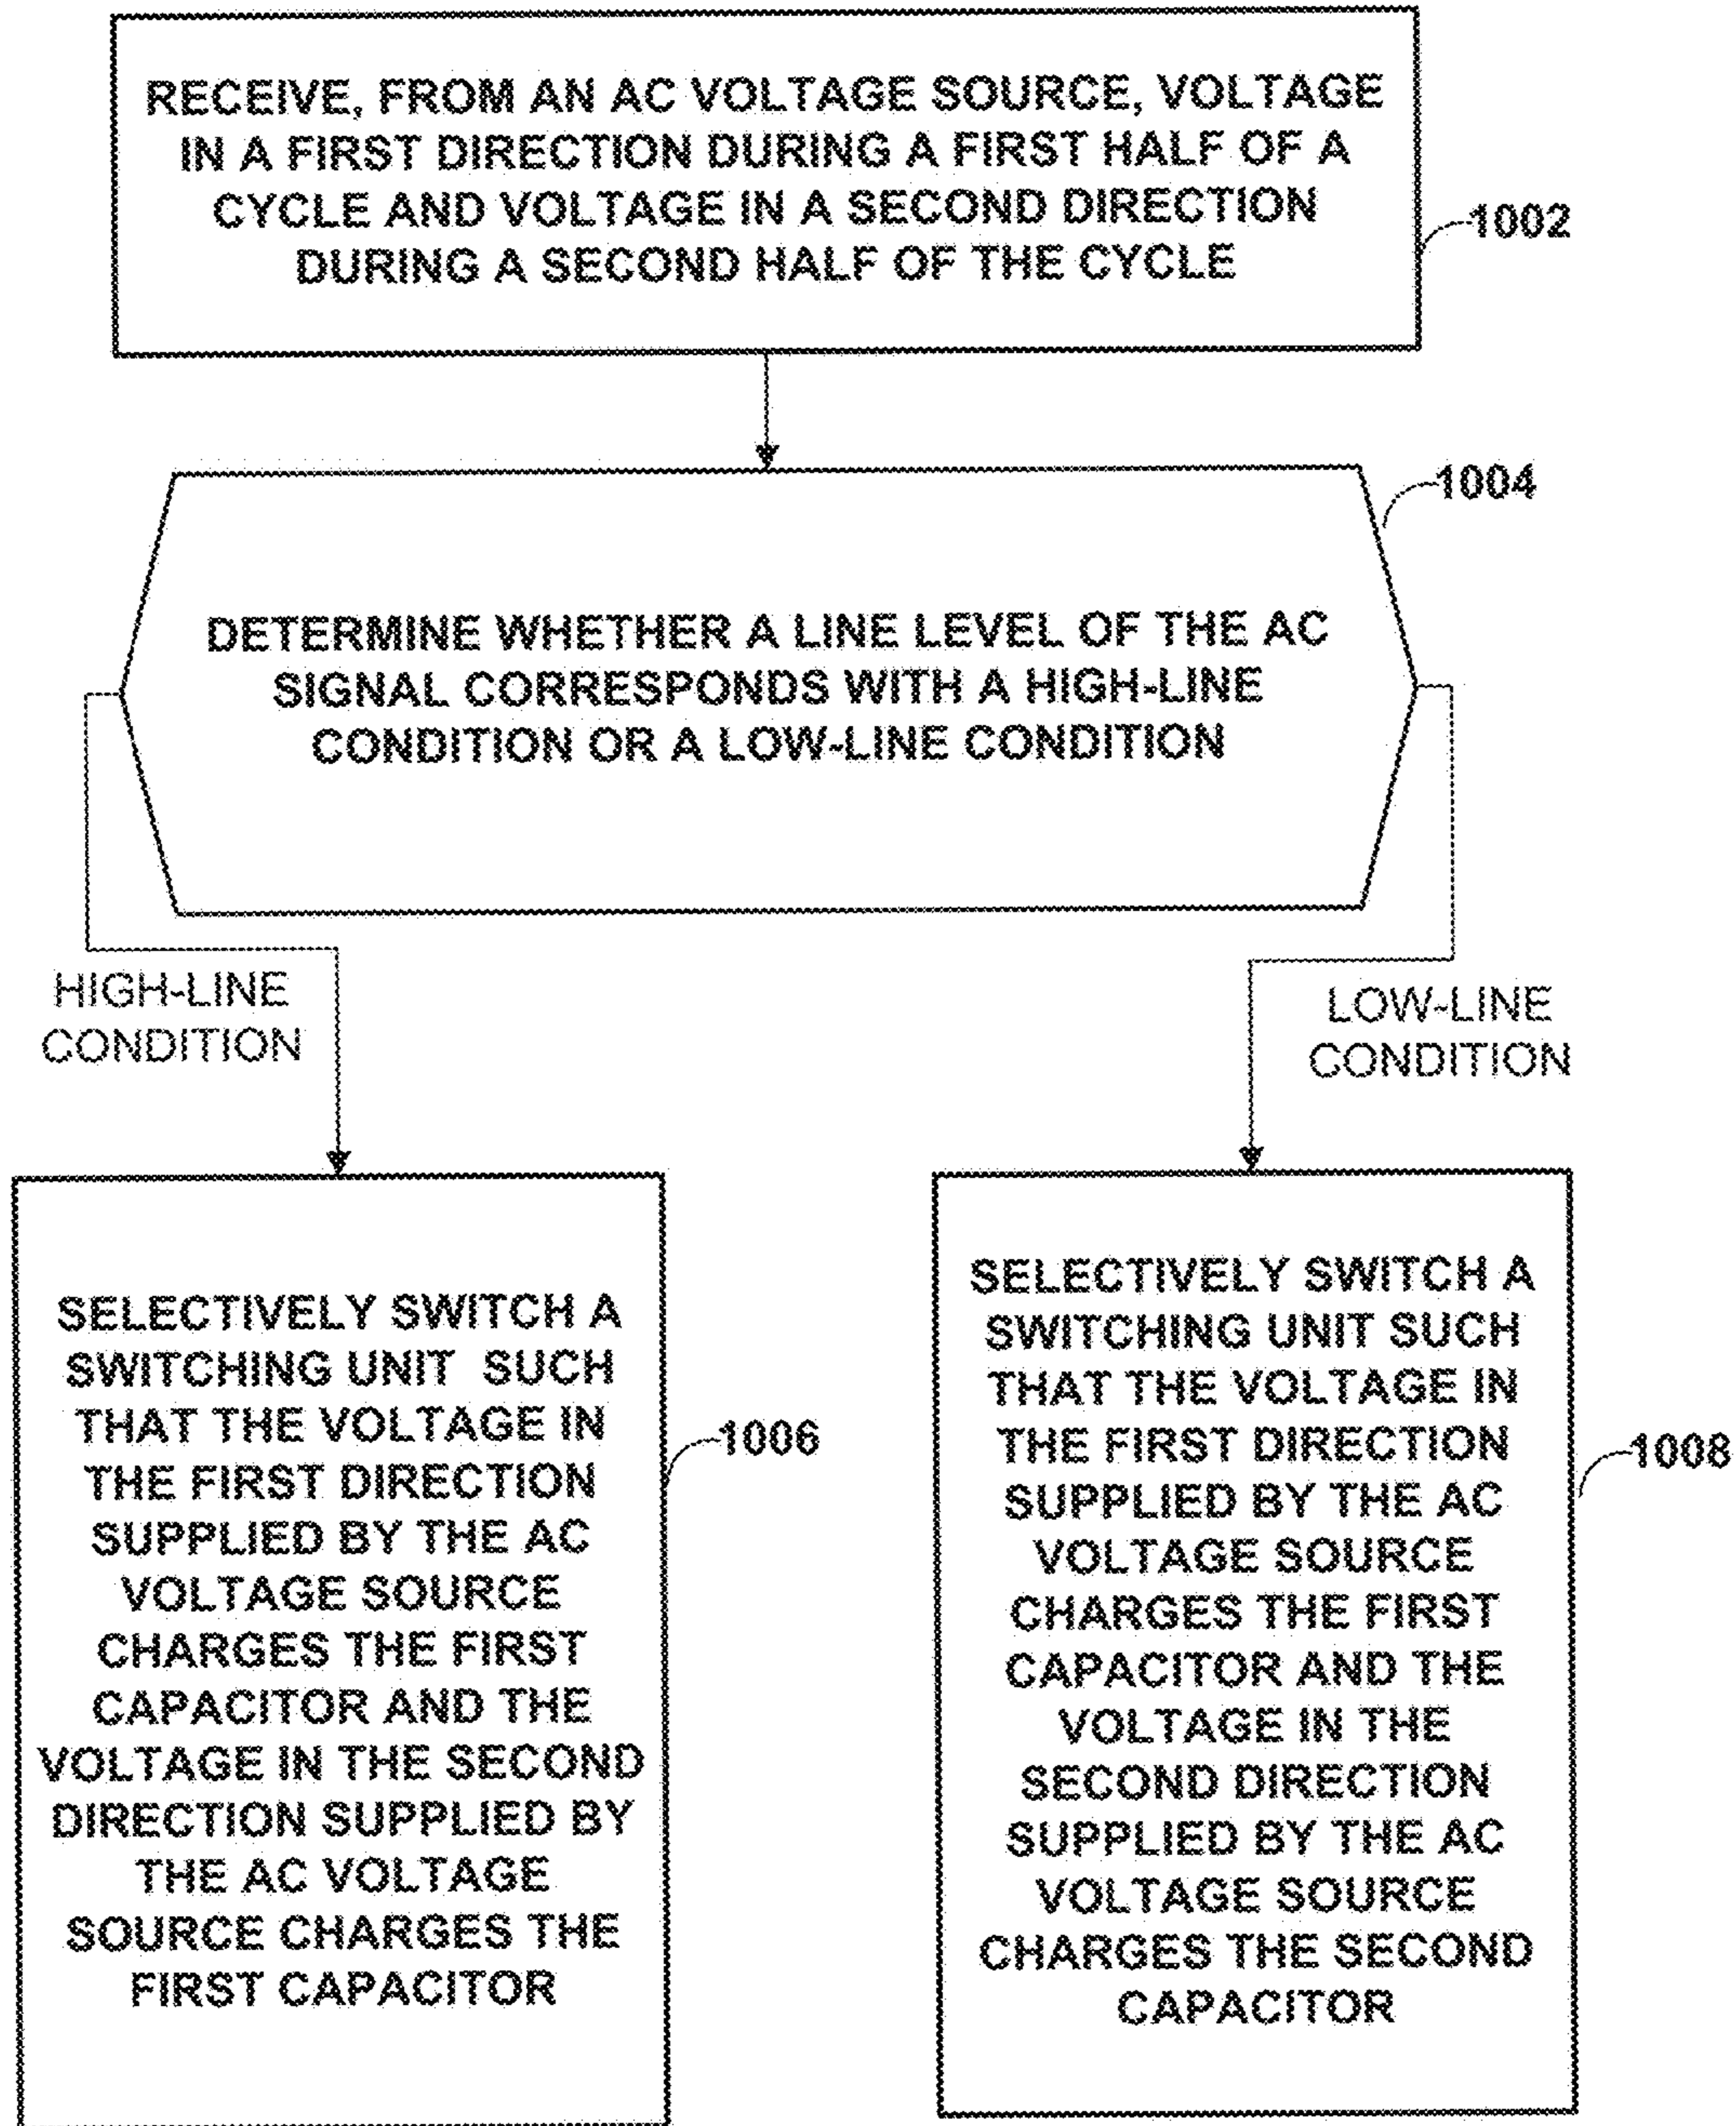 RECEIVE, FROM AN AC VOLTAGE SOURCE, VOLTAGE
IN A FIRST DIRECTION DURING A FIRST HALF OF A
CYCLE AND VOLTAGE IN A SECOND DIRECTION
DURING A SECOND HALF OF THE CYCLE
1002
1004
DETERMINE WHETHER A LINE LEVEL OF THE AC
SIGNAL CORRESPONDS WITH A HIGH-LINE
CONDITION OR A LOW-LINE CONDITION
HIGH-LINE
CONDITION
LOW-LINE
CONDITION
SELECTIVELY SWITCH A
SWITCHING UNIT SUCH
THAT THE VOLTAGE IN
THE FIRST DIRECTION
SUPPLIED BY THE AC
VOLTAGE SOURCE
CHARGES THE FIRST
CAPACITOR AND THE
VOLTAGE IN THE SECOND
DIRECTION SUPPLIED BY
THE AC VOLTAGE
SOURCE CHARGES THE
FIRST CAPACITOR
1006
SELECTIVELY SWITCH A
SWITCHING UNIT SUCH
THAT THE VOLTAGE IN
THE FIRST DIRECTION
SUPPLIED BY THE AC
VOLTAGE SOURCE
CHARGES THE FIRST
CAPACITOR AND THE
VOLTAGE IN THE
SECOND DIRECTION
SUPPLIED BY THE AC
VOLTAGE SOURCE
CHARGES THE SECOND
CAPACITOR
1008